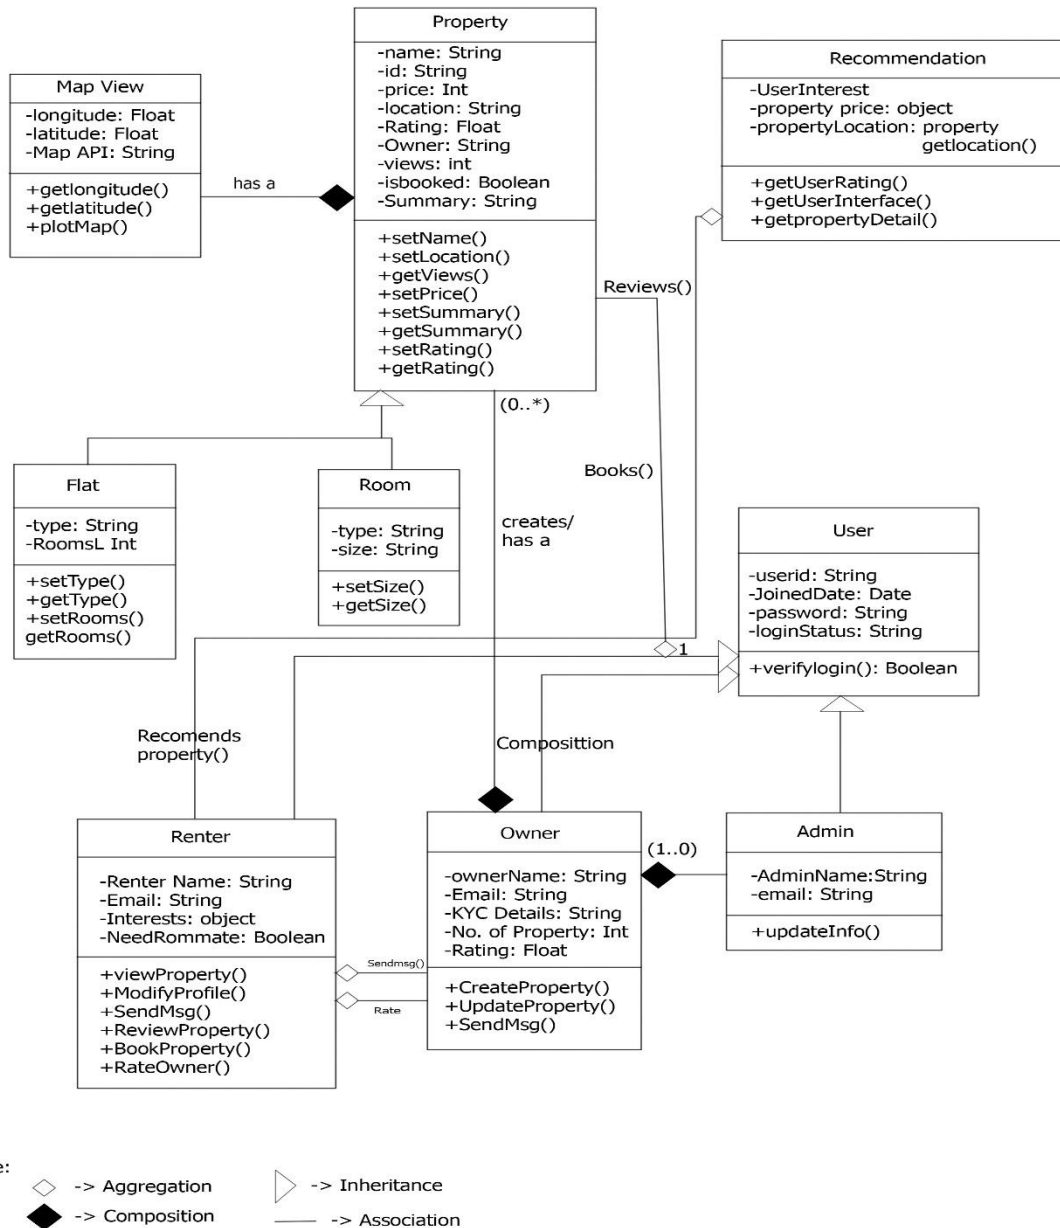 Property
-name: String
-id: String
-price: Int
-location: String
-Rating: Float
-Owner: String
-views: int
-isbooked: Boolean
-Summary: String
+setName()
+setLocation()
+getViews()
+setPrice()
+setSummary()
+getSummary()
+setRating()
+getRating()
Map View
-longitude: Float
-latitude: Float
-Map API: String
+getlongitude()
+getlatitude()
+plotMap()
has a
Recommendation
-UserInterest
-property price: object
-propertyLocation: property
getlocation()
+getUserRating()
+getUserInterface()
+getpropertyDetail()
Reviews()
(0..*)
Books()
creates/
has a
Flat
-type: String
-RoomsL Int
+setType()
+getType()
+setRooms()
getRooms()
Room
-type: String
-size: String
+setSize()
+getSize()
User
-userid: String
-JoinedDate: Date
-password: String
-loginStatus: String
+verifylogin(): Boolean
1
Recomends
property()
Composittion
Renter
-Renter Name: String
-Email: String
-Interests: object
-NeedRommate: Boolean
+viewProperty()
+ModifyProfile()
+SendMsg()
+ReviewProperty()
+BookProperty()
+RateOwner()
Sendmsg()
Rate
Owner
-ownerName: String
-Email: String
-KYC Details: String
-No. of Property: Int
-Rating: Float
+CreateProperty()
+UpdateProperty()
+SendMsg()
(1..0)
Admin
-AdminName:String
-email: String
+updateInfo()
e:
-> Aggregation
-> Inheritance
-> Composition
-> Association